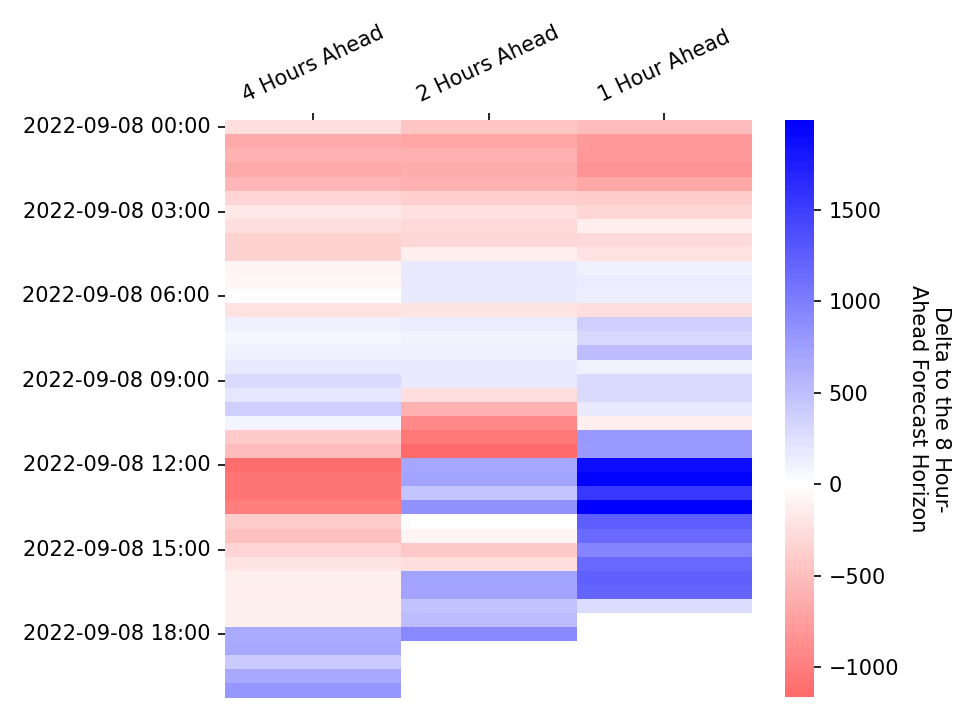 4 Hours Ahead
2 Hours Ahead
1 Hour Ahead
2022-09-08 00:00
2022-09-08 03:00
2022-09-08 06:00
2022-09-08 09:00
2022-09-08 12:00
2022-09-08 15:00
2022-09-08 18:00
1500
1000
500
0
−500
−1000
Delta to the 8 Hour-
Ahead Forecast Horizon